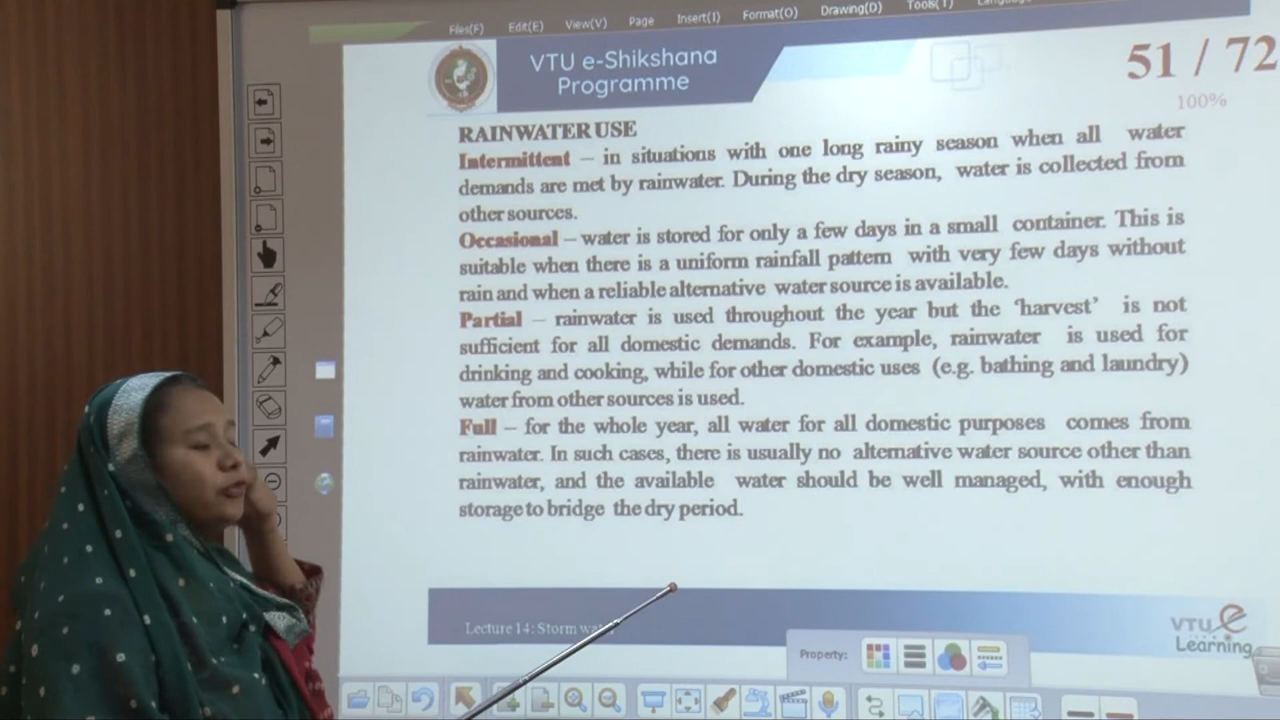 Files(F) Edit(E) View(V) Page Insert(I) Format(O) Drawing(D) Tools(T)
VTU e-Shikshana
Programme
51 / 72
100%
RAINWATER USE
Intermittent – in situations with one long rainy season when all water
demands are met by rainwater. During the dry season, water is collected from
other sources.
Occasional – water is stored for only a few days in a small container. This is
suitable when there is a uniform rainfall pattern with very few days without
rain and when a reliable alternative water source is available.
Partial – rainwater is used throughout the year but the ‘harvest’ is not
sufficient for all domestic demands. For example, rainwater is used for
drinking and cooking, while for other domestic uses (e.g. bathing and laundry)
water from other sources is used.
Full – for the whole year, all water for all domestic purposes comes from
rainwater. In such cases, there is usually no alternative water source other than
rainwater, and the available water should be well managed, with enough
storage to bridge the dry period.
Lecture 14: Storm
VTU e
Learning
Property: